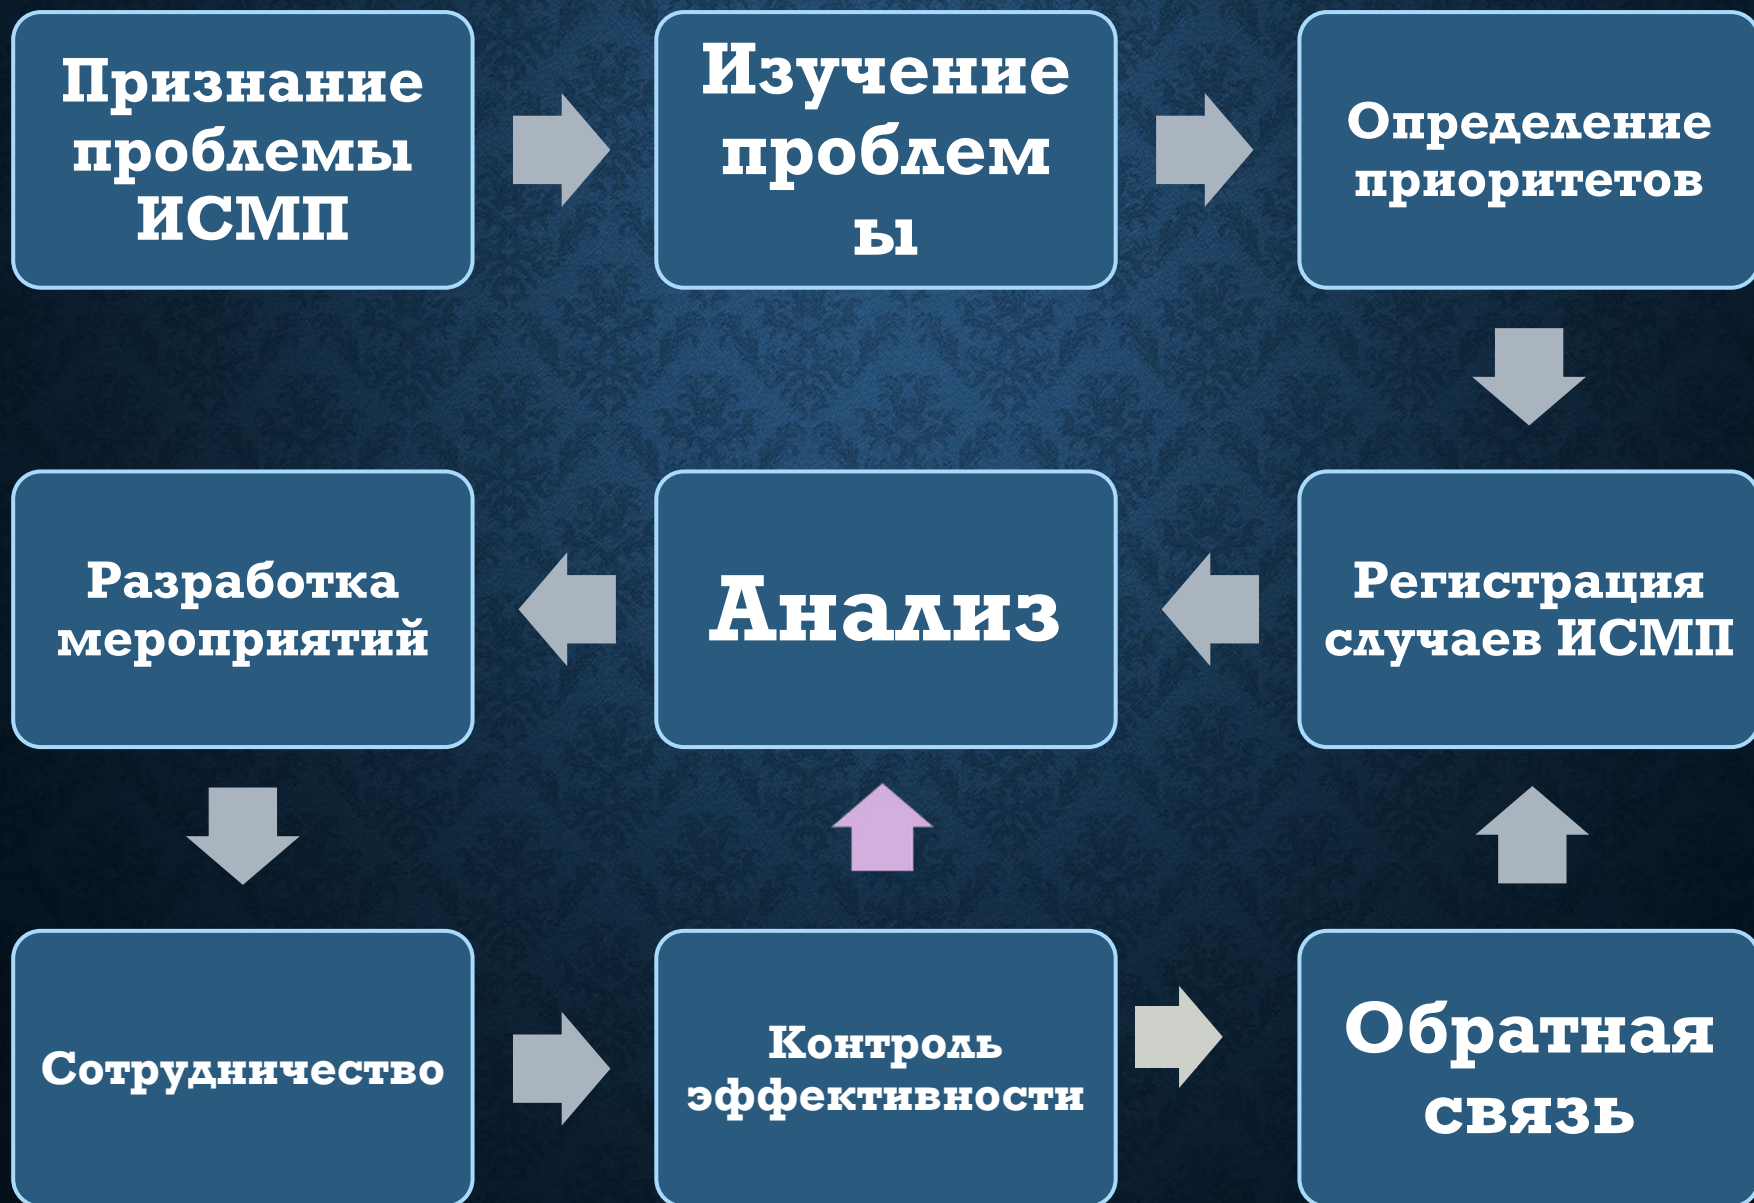 Признание
проблемы
ИСМП
Изучение
проблем
ы
Определение
приоритетов
Разработка
мероприятий
Анализ
Регистрация
случаев ИСМП
Сотрудничество
Контроль
эффективности
Обратная
связь